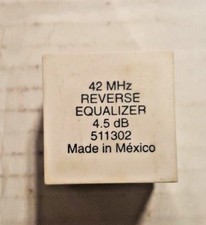 42 MHz
REVERSE
EQUALIZER
4.5 dB
511302
Made in México